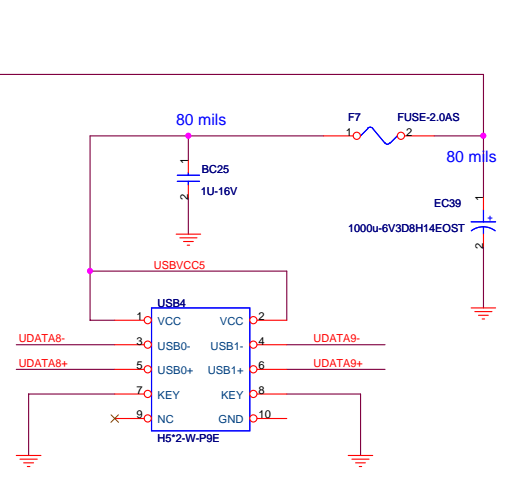 80 mils
F7
FUSE-2.0AS
1
2
80 mils
1
BC25
1U-16V
2
1
EC39
+
1000u-6V3D8H14EOST
2
USBVCC5
USB4
1
VCC
VCC
2
UDATA8-
3
USB0-
USB1-
4
UDATA9-
UDATA8+
5
USB0+
USB1+
6
UDATA9+
7
KEY
KEY
8
9
NC
GND
10
H5*2-W-P9E